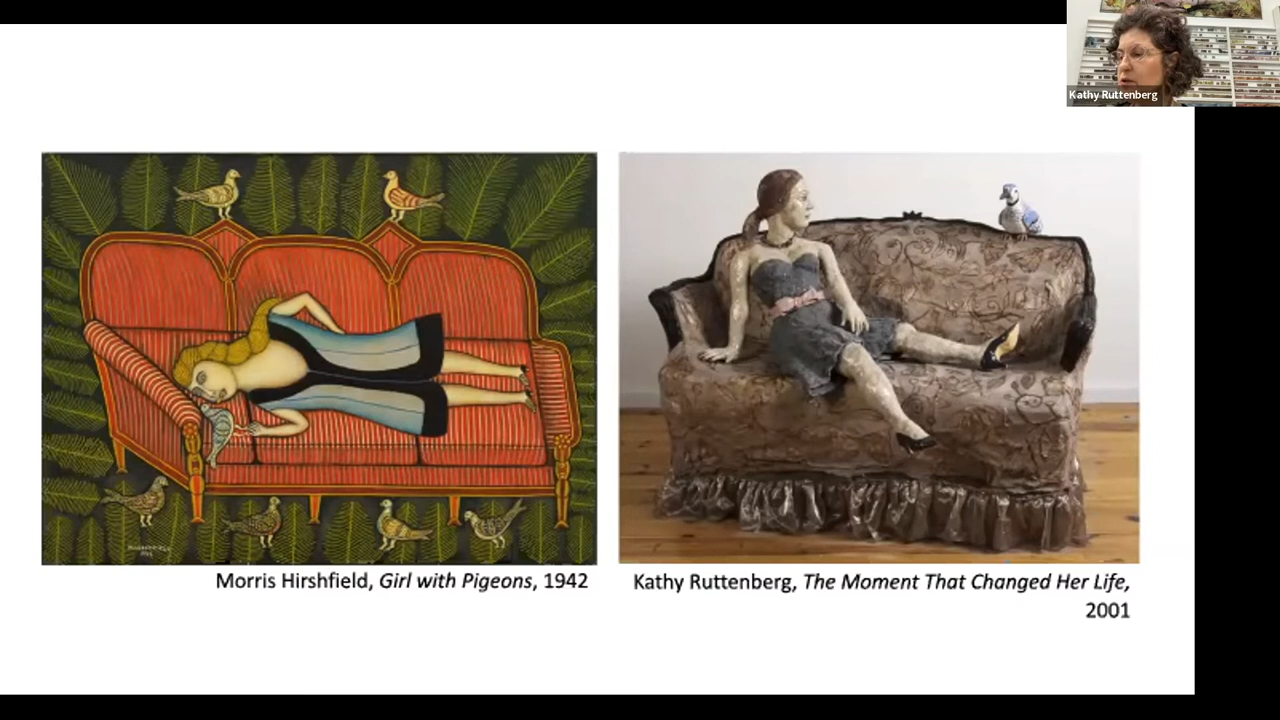 Kathy Ruttenberg
Morris Hirshfield, Girl with Pigeons, 1942
Kathy Ruttenberg, The Moment That Changed Her Life,
2001